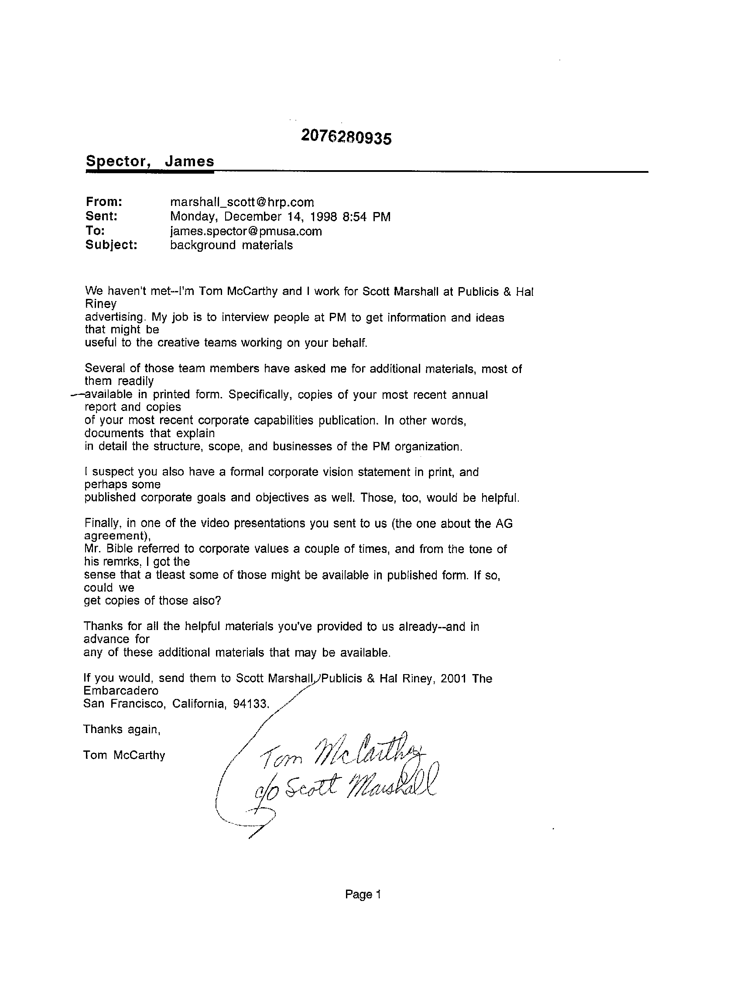 2076280935
Spector, James
From: marshall_scott@hrp.com
Sent: Monday, December 14, 1998 8:54 PM
To: james.spector@pmusa.com
Subject: background materials
We haven't met--I'm Tom McCarthy and I work for Scott Marshall at Publicis & Hal
Riney
advertising. My job is to interview people at PM to get information and ideas
that might be
useful to the creative teams working on your behalf.
Several of those team members have asked me for additional materials, most of
them readily
available in printed form. Specifically, copies of your most recent annual
report and copies
of your most recent corporate capabilities publication. In other words,
documents that explain
in detail the structure, scope, and businesses of the PM organization.
I suspect you also have a formal corporate vision statement in print, and
perhaps some
published corporate goals and objectives as well. Those, too, would be helpful.
Finally, in one of the video presentations you sent to us (the one about the AG
agreement),
Mr. Bible referred to corporate values a couple of times, and from the tone of
his remrks, I got the
sense that a tleast some of those might be available in published form. If so,
could we
get copies of those also?
Thanks for all the helpful materials you've provided to us already--and in
advance for
any of these additional materials that may be available.
If you would, send them to Scott Marshall, Publicis & Hal Riney, 2001 The
Embarcadero
San Francisco, California, 94133.
Thanks again,
Tom McCarthy
Tom McCarthy
c/o Scott Marshall
Page 1